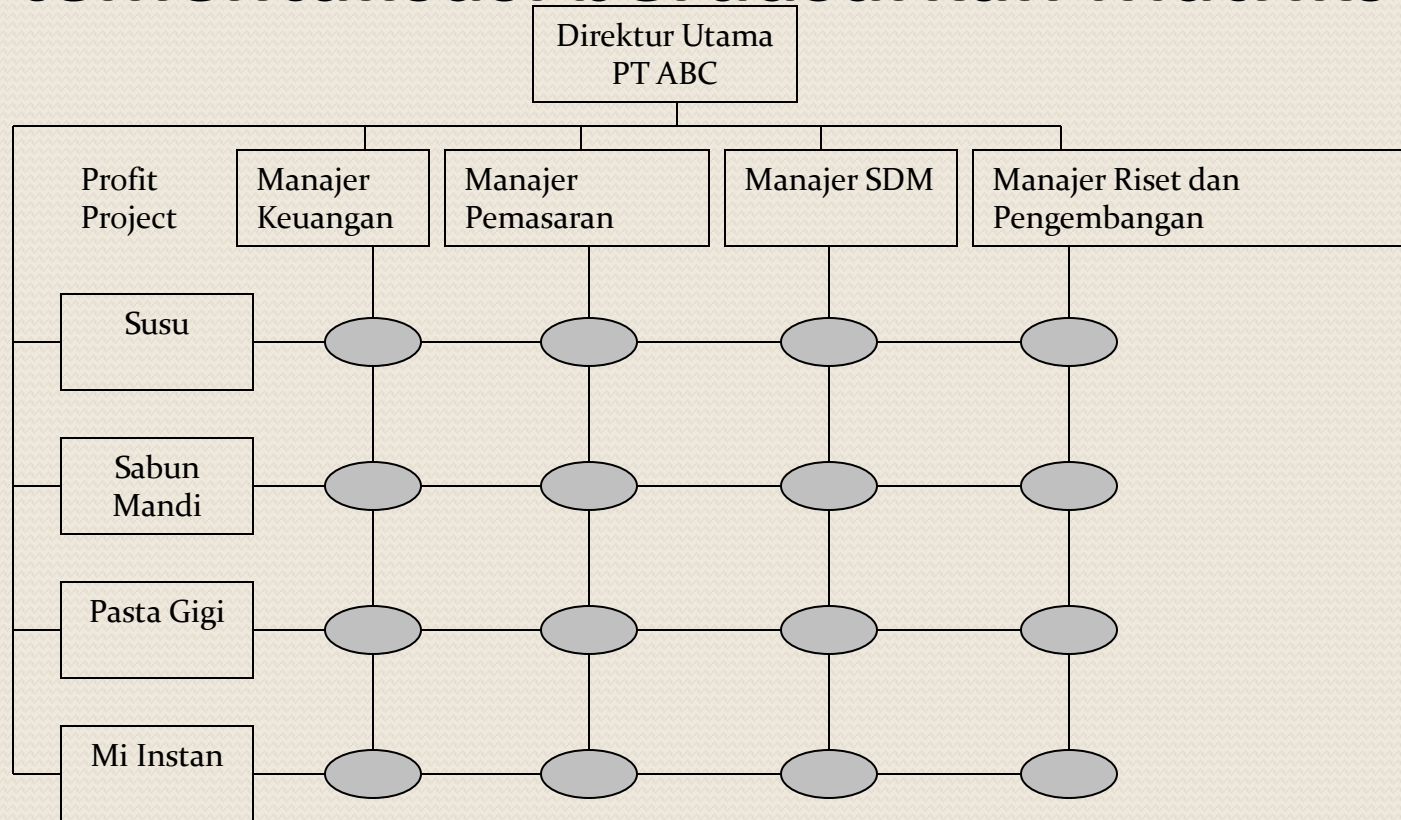 Direktur Utama
PT ABC
Profit
Project
Manajer
Keuangan
Manajer
Pemasaran
Manajer SDM
Manajer Riset dan
Pengembangan
Susu
Sabun
Mandi
Pasta Gigi
Mi Instan